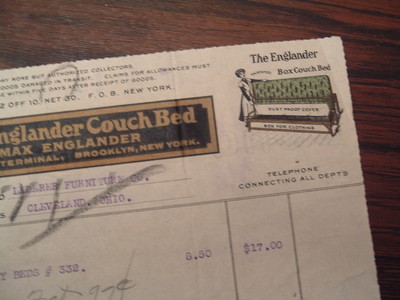 AY NONE BUT AUTHORIZED COLLECTORS.
GOODS DAMAGED IN TRANSIT. CLAIMS FOR ALLOWANCES MUST
E WITHIN FIVE DAYS AFTER RECEIPT OF GOODS.
2 OFF 10. NET 30. F. O. B. NEW YORK.
The Englander
Box Couch Bed
DUST PROOF COVER
BOX FOR CLOTHING
nglander Couch Bed
MAX ENGLANDER
TERMINAL, BROOKLYN, NEW YORK.
TELEPHONE
CONNECTING ALL DEPTS
O
FURNITURE CO.
S
CLEVELAND, OHIO.
Y BEDS # 332.
8.50
$17.00